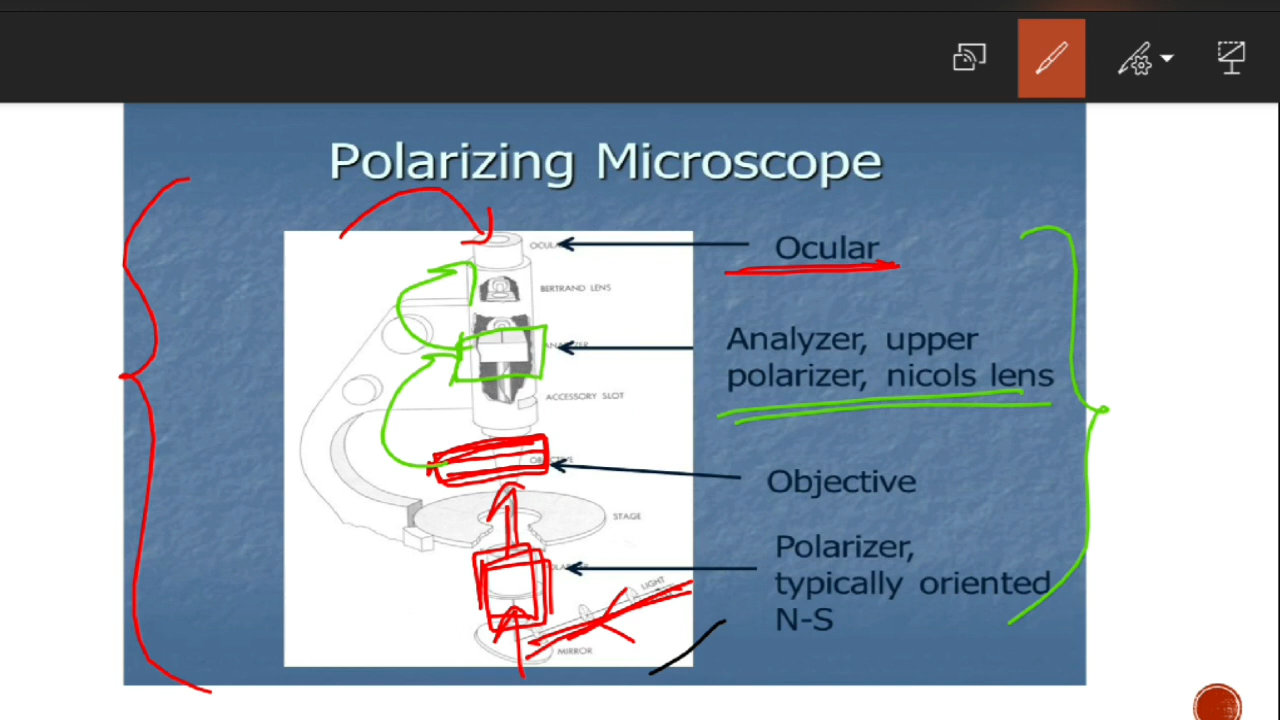 Polarizing Microscope
Ocular
BERTRAND LENS
Analyzer, upper
polarizer, nicols lens
ACCESSORY SLOT
Objective
STAGE
Polarizer,
typically oriented
N-S
LIGHT
MIRROR